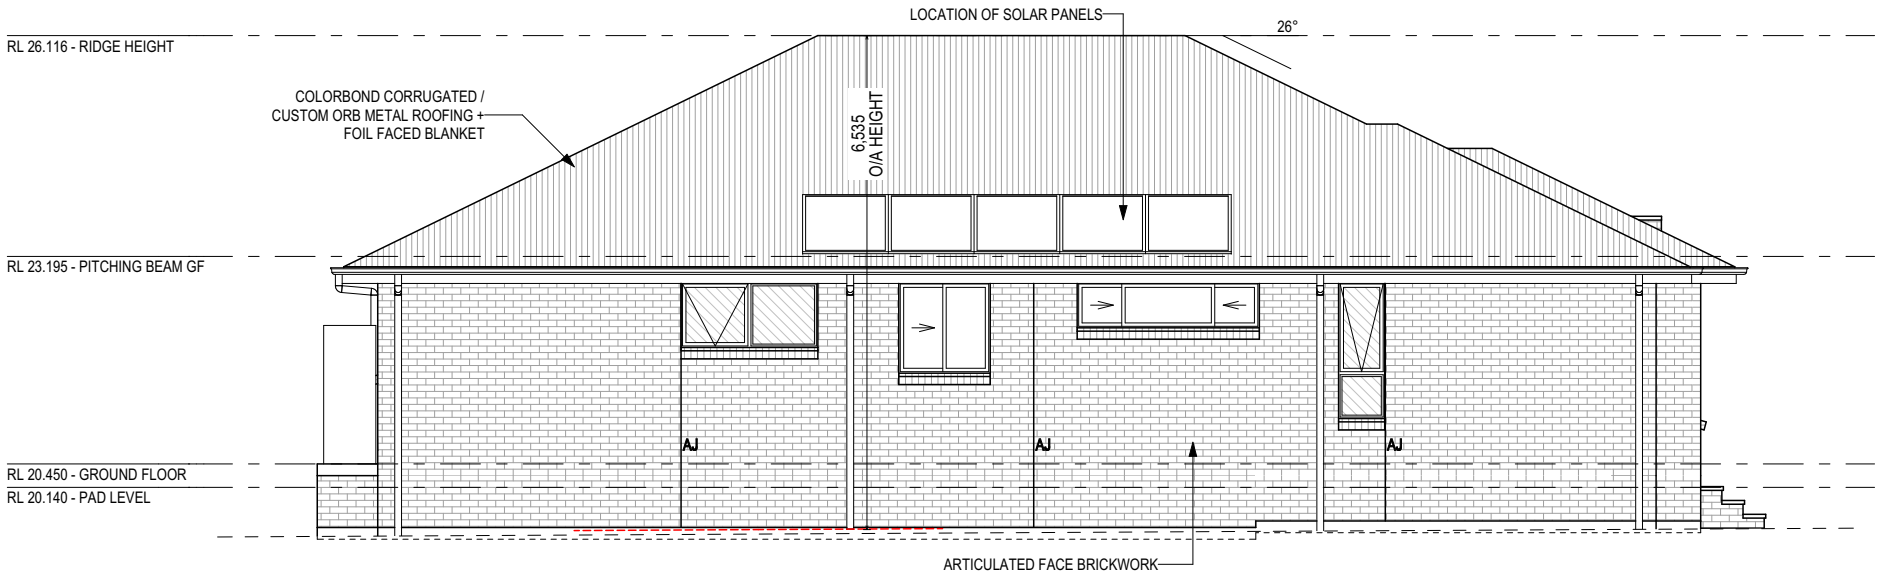 LOCATION OF SOLAR PANELS
26°
RL 26.116 - RIDGE HEIGHT
COLORBOND CORRUGATED /
CUSTOM ORB METAL ROOFING +
FOIL FACED BLANKET
6,535
O/A HEIGHT
RL 23.195 - PITCHING BEAM GF
AJ
AJ
AJ
RL 20.450 - GROUND FLOOR
RL 20.140 - PAD LEVEL
ARTICULATED FACE BRICKWORK